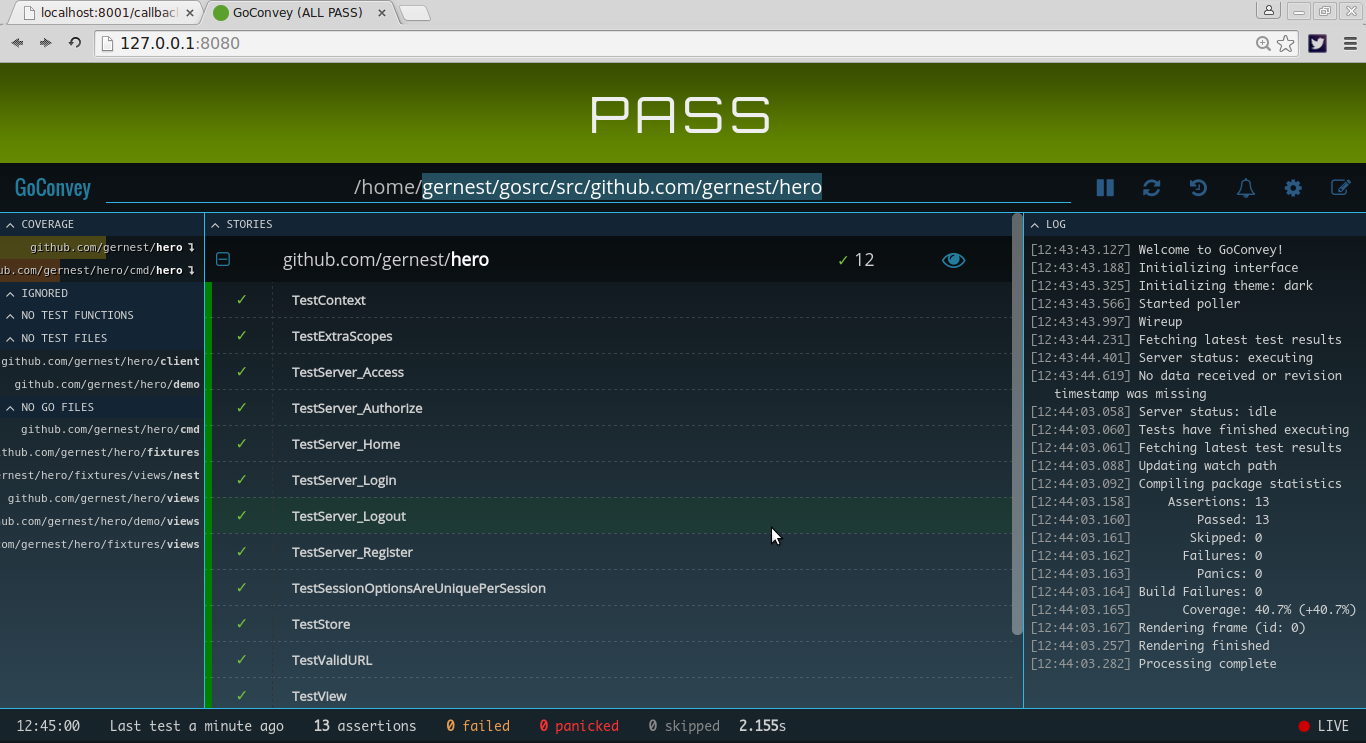 localhost:8001/callbac
GoConvey (ALL PASS)
127.0.0.1:8080
PASS
GoConvey
/home/gernest/gosrc/src/github.com/gernest/hero
COVERAGE
github.com/gernest/hero
ub.com/gernest/hero/cmd/hero
IGNORED
NO TEST FUNCTIONS
NO TEST FILES
github.com/gernest/hero/client
github.com/gernest/hero/demo
NO GO FILES
github.com/gernest/hero/cmd
thub.com/gernest/hero/fixtures
rnest/hero/fixtures/views/nest
github.com/gernest/hero/views
ub.com/gernest/hero/demo/views
om/gernest/hero/fixtures/views
STORIES
github.com/gernest/hero ✓ 12
✓ TestContext
✓ TestExtraScopes
✓ TestServer_Access
✓ TestServer_Authorize
✓ TestServer_Home
✓ TestServer_Login
✓ TestServer_Logout
✓ TestServer_Register
✓ TestSessionOptionsAreUniquePerSession
✓ TestStore
✓ TestValidURL
✓ TestView
LOG
[12:43:43.127] Welcome to GoConvey!
[12:43:43.188] Initializing interface
[12:43:43.325] Initializing theme: dark
[12:43:43.566] Started poller
[12:43:43.997] Wireup
[12:43:44.231] Fetching latest test results
[12:43:44.401] Server status: executing
[12:43:44.619] No data received or revision
timestamp was missing
[12:44:03.058] Server status: idle
[12:44:03.060] Tests have finished executing
[12:44:03.061] Fetching latest test results
[12:44:03.088] Updating watch path
[12:44:03.092] Compiling package statistics
[12:44:03.158] Assertions: 13
[12:44:03.160] Passed: 13
[12:44:03.161] Skipped: 0
[12:44:03.162] Failures: 0
[12:44:03.163] Panics: 0
[12:44:03.164] Build Failures: 0
[12:44:03.165] Coverage: 40.7% (+40.7%)
[12:44:03.167] Rendering frame (id: 0)
[12:44:03.257] Rendering finished
[12:44:03.282] Processing complete
12:45:00 Last test a minute ago 13 assertions 0 failed 0 panicked 0 skipped 2.155s LIVE